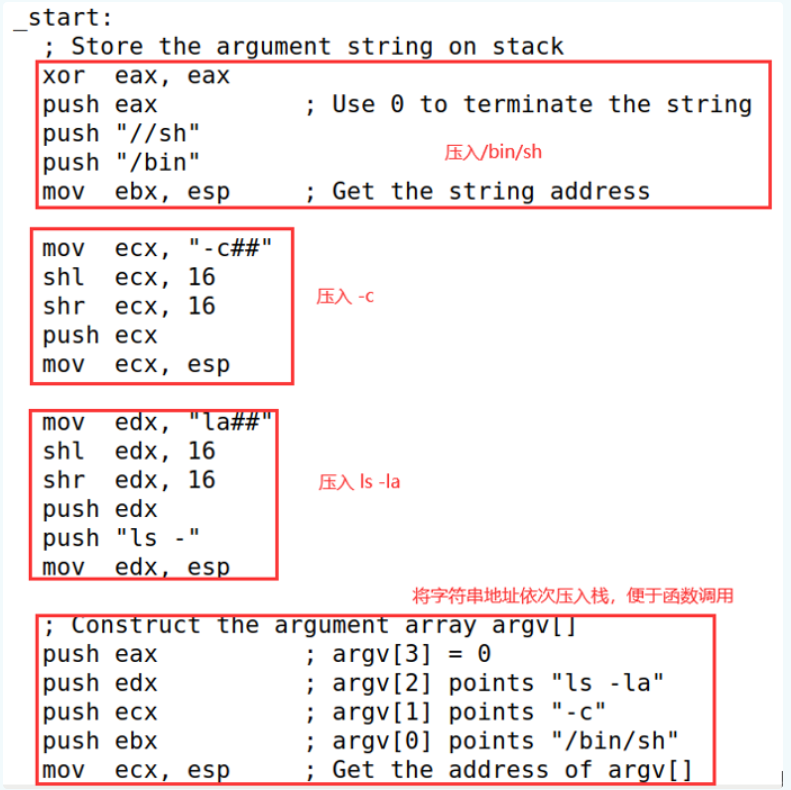 _start:
; Store the argument string on stack
xor eax, eax
push eax ; Use 0 to terminate the string
push "//sh"
压入/bin/sh
push "/bin"
mov ebx, esp ; Get the string address
mov ecx, "-c##"
shl ecx, 16
压入 -c
shr ecx, 16
push ecx
mov ecx, esp
mov edx, "la##"
shl edx, 16
shr edx, 16
压入 ls -la
push edx
push "ls -"
mov edx, esp
将字符串地址依次压入栈，便于函数调用
; Construct the argument array argv[]
push eax ; argv[3] = 0
push edx ; argv[2] points "ls -la"
push ecx ; argv[1] points "-c"
push ebx ; argv[0] points "/bin/sh"
mov ecx, esp ; Get the address of argv[]